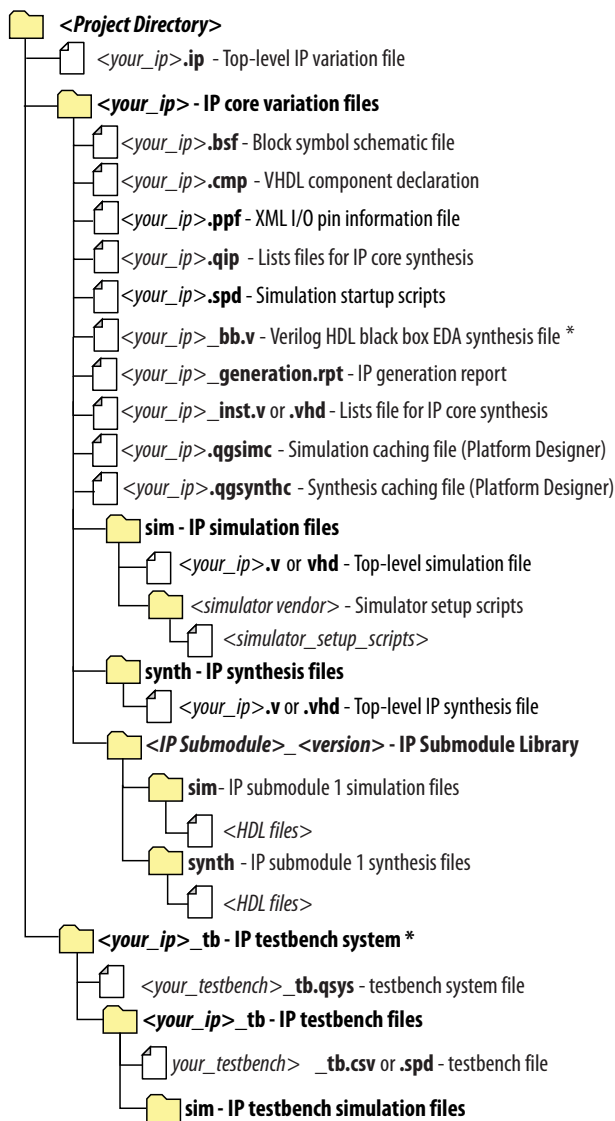 <Project Directory>
<your_ip>.ip - Top-level IP variation file
<your_ip> - IP core variation files
<your_ip>.bsf - Block symbol schematic file
<your_ip>.cmp - VHDL component declaration
<your_ip>.ppf - XML I/O pin information file
<your_ip>.qip - Lists files for IP core synthesis
<your_ip>.spd - Simulation startup scripts
<your_ip>_bb.v - Verilog HDL black box EDA synthesis file *
<your_ip>_generation.rpt - IP generation report
<your_ip>_inst.v or .vhd - Lists file for IP core synthesis
<your_ip>.qgsimc - Simulation caching file (Platform Designer)
<your_ip>.qgsynthc - Synthesis caching file (Platform Designer)
sim - IP simulation files
<your_ip>.v or vhd - Top-level simulation file
<simulator vendor> - Simulator setup scripts
<simulator_setup_scripts>
synth - IP synthesis files
<your_ip>.v or .vhd - Top-level IP synthesis file
<IP Submodule>_<version> - IP Submodule Library
sim- IP submodule 1 simulation files
<HDL files>
synth - IP submodule 1 synthesis files
<HDL files>
<your_ip>_tb - IP testbench system *
<your_testbench>_tb.qsys - testbench system file
<your_ip>_tb - IP testbench files
your_testbench> _tb.csv or .spd - testbench file
sim - IP testbench simulation files